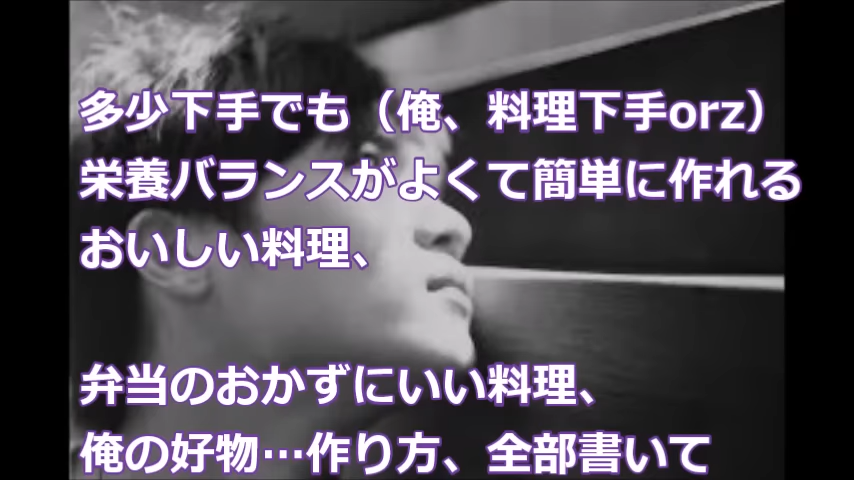 多少下手でも（俺、料理下手orz）
栄養バランスがよくて簡単に作れる
おいしい料理、
弁当のおかずにいい料理、
俺の好物…作り方、全部書いて